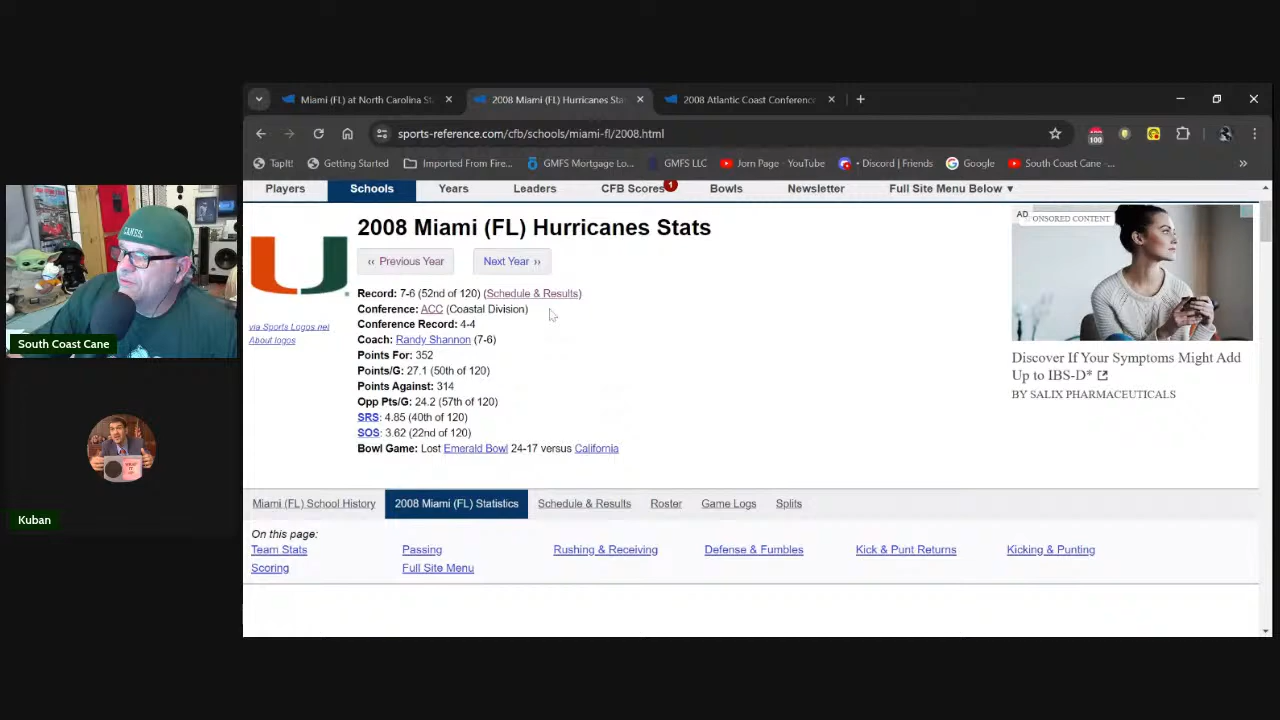 Miami (FL) at North Carolina St
2008 Miami (FL) Hurricanes Stat
2008 Atlantic Coast Conference
sports-reference.com/cfb/schools/miami-fl/2008.html
100
TapIt!
Getting Started
Imported From Fire...
GMFS Mortgage Lo...
GMFS LLC
Jorn Page - YouTube
• Discord | Friends
Google
South Coast Cane -...
»
Players
Schools
Years
Leaders
CFB Scores 1
Bowls
Newsletter
Full Site Menu Below ▼
2008 Miami (FL) Hurricanes Stats
AD
ONSORED CONTENT
‹‹ Previous Year
Next Year ››
Record: 7-6 (52nd of 120) (Schedule & Results)
Conference: ACC (Coastal Division)
via Sports Logos.net
About logos
Conference Record: 4-4
Coach: Randy Shannon (7-6)
Points For: 352
Points/G: 27.1 (50th of 120)
Points Against: 314
Opp Pts/G: 24.2 (57th of 120)
SRS: 4.85 (40th of 120)
SOS: 3.62 (22nd of 120)
Bowl Game: Lost Emerald Bowl 24-17 versus California
Discover If Your Symptoms Might Add
Up to IBS-D*
BY SALIX PHARMACEUTICALS
CANES
South Coast Cane
Kuban
Miami (FL) School History
2008 Miami (FL) Statistics
Schedule & Results
Roster
Game Logs
Splits
On this page:
Team Stats
Passing
Rushing & Receiving
Defense & Fumbles
Kick & Punt Returns
Kicking & Punting
Scoring
Full Site Menu